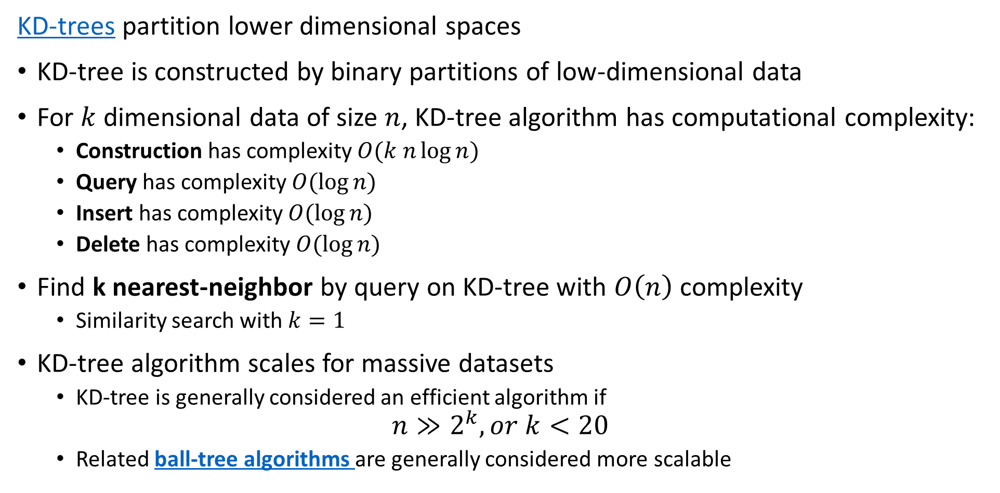 KD-trees partition lower dimensional spaces
• KD-tree is constructed by binary partitions of low-dimensional data
• For k dimensional data of size n, KD-tree algorithm has computational complexity:
• Construction has complexity O(k n log n)
• Query has complexity O(log n)
• Insert has complexity O(log n)
• Delete has complexity O(log n)
• Find k nearest-neighbor by query on KD-tree with O(n) complexity
• Similarity search with k = 1
• KD-tree algorithm scales for massive datasets
• KD-tree is generally considered an efficient algorithm if
n ≫ 2^k, or k < 20
• Related ball-tree algorithms are generally considered more scalable